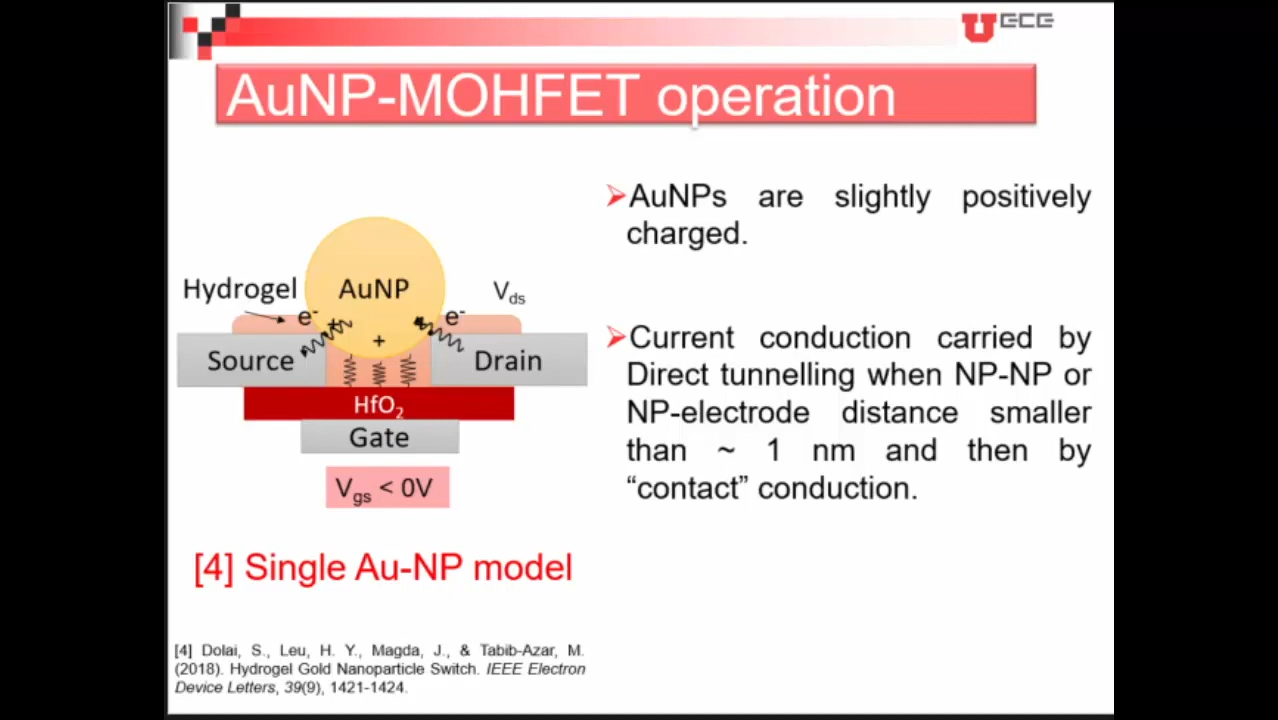 U ECE
AuNP-MOHFET operation
AuNPs are slightly positively
charged.
Current conduction carried by
Direct tunnelling when NP-NP or
NP-electrode distance smaller
than ~ 1 nm and then by
“contact” conduction.
Hydrogel
AuNP
Vds
e-
+
e-
+
Source
Drain
HfO2
Gate
Vgs < 0V
[4] Single Au-NP model
[4] Dolai, S., Leu, H. Y., Magda, J., & Tabib-Azar, M.
(2018). Hydrogel Gold Nanoparticle Switch. IEEE Electron
Device Letters, 39(9), 1421-1424.